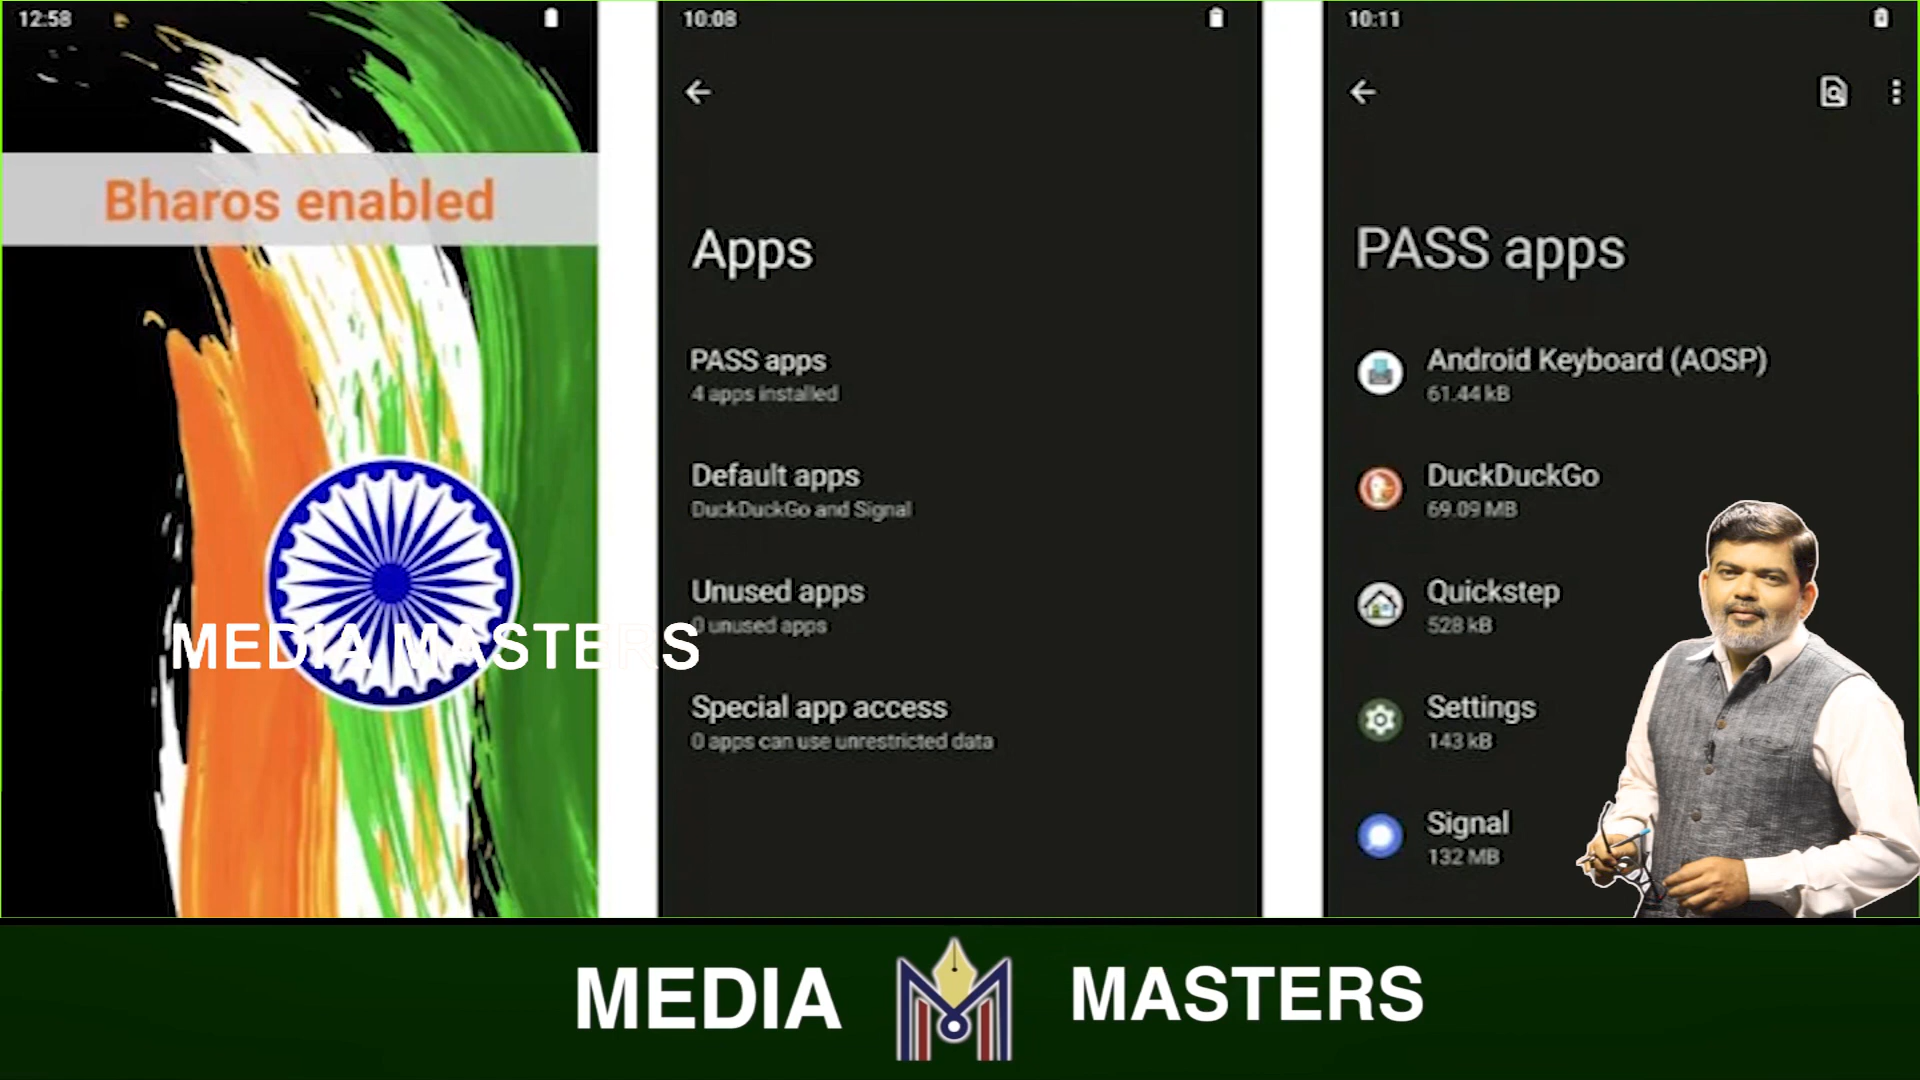 12:58
Bharos enabled
MEDIA MASTERS
10:08
Apps
PASS apps
4 apps installed
Default apps
DuckDuckGo and Signal
Unused apps
0 unused apps
Special app access
0 apps can use unrestricted data
10:11
PASS apps
Android Keyboard (AOSP)
61.44 kB
DuckDuckGo
69.09 MB
Quickstep
528 kB
Settings
143 kB
Signal
132 MB
MEDIA MASTERS